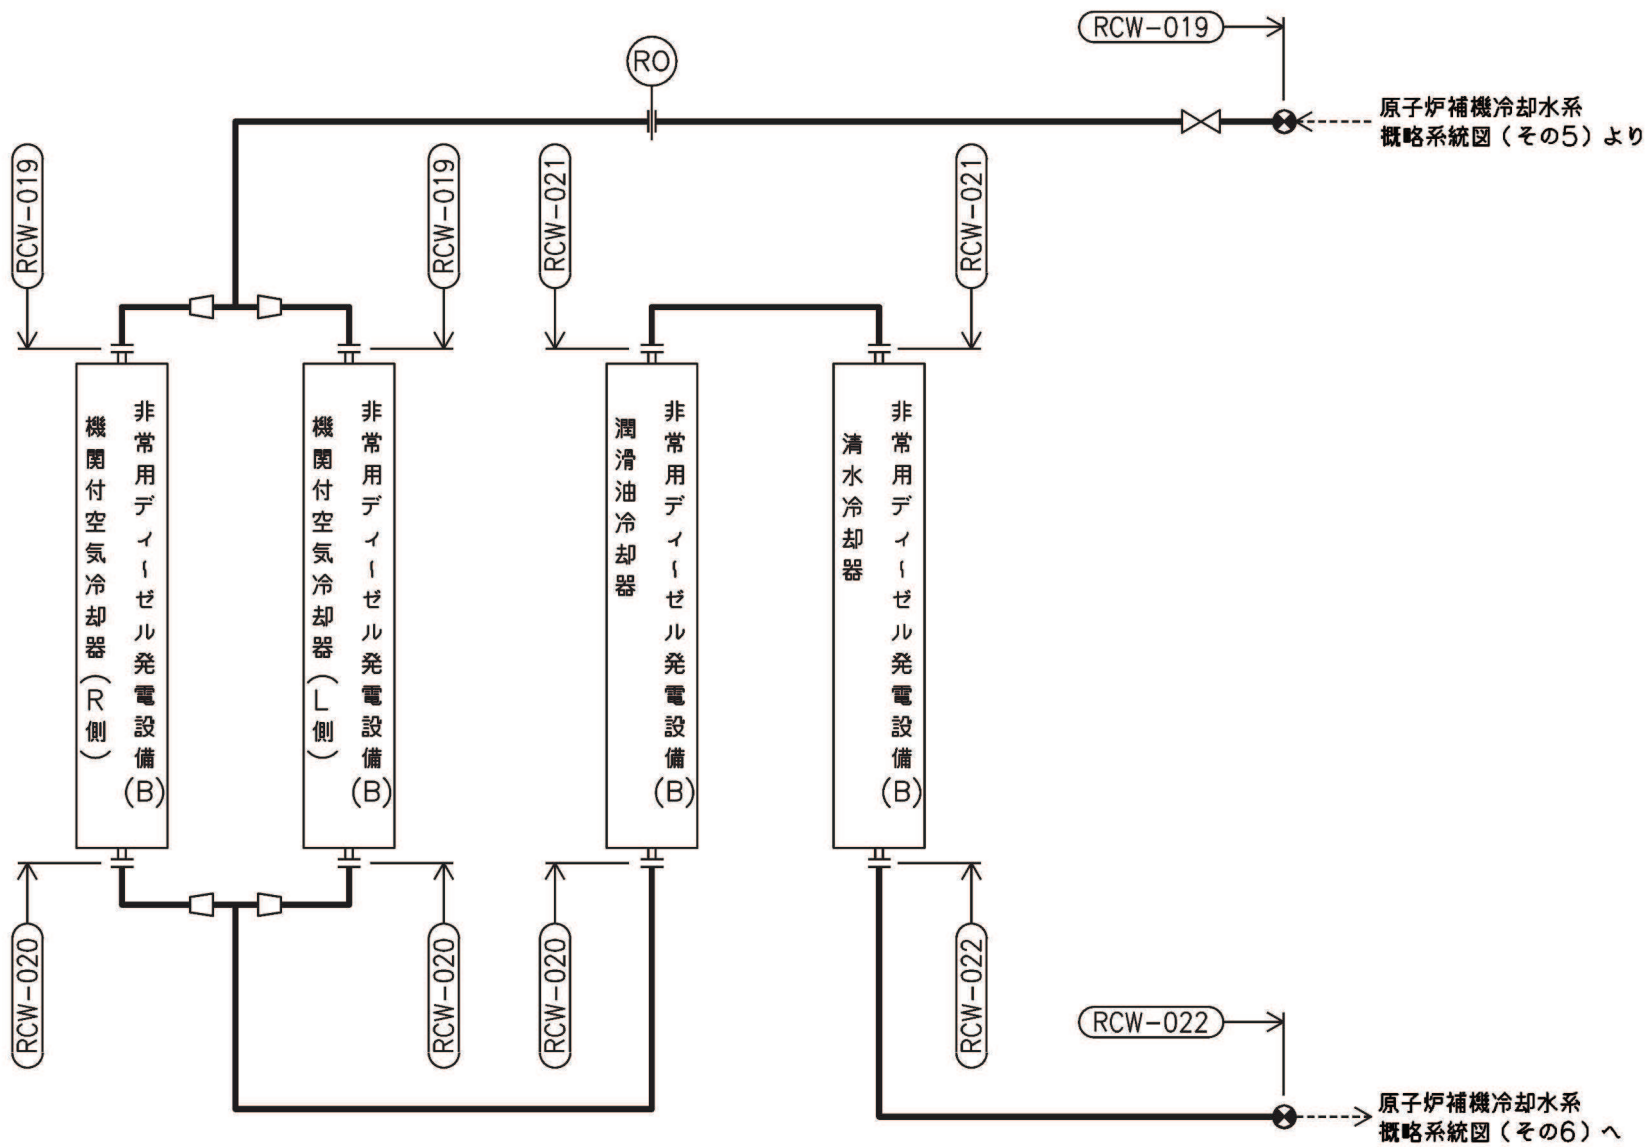 RCW-019
RO
原子炉補機冷却水系
概略系統図（その5）より
RCW-019
RCW-019
RCW-021
RCW-021
非常用ディーゼル発電設備(B)
機関付空気冷却器(R側)
非常用ディーゼル発電設備(B)
機関付空気冷却器(L側)
非常用ディーゼル発電設備(B)
潤滑油冷却器
非常用ディーゼル発電設備(B)
清水冷却器
RCW-020
RCW-020
RCW-020
RCW-022
RCW-022
原子炉補機冷却水系
概略系統図（その6）へ